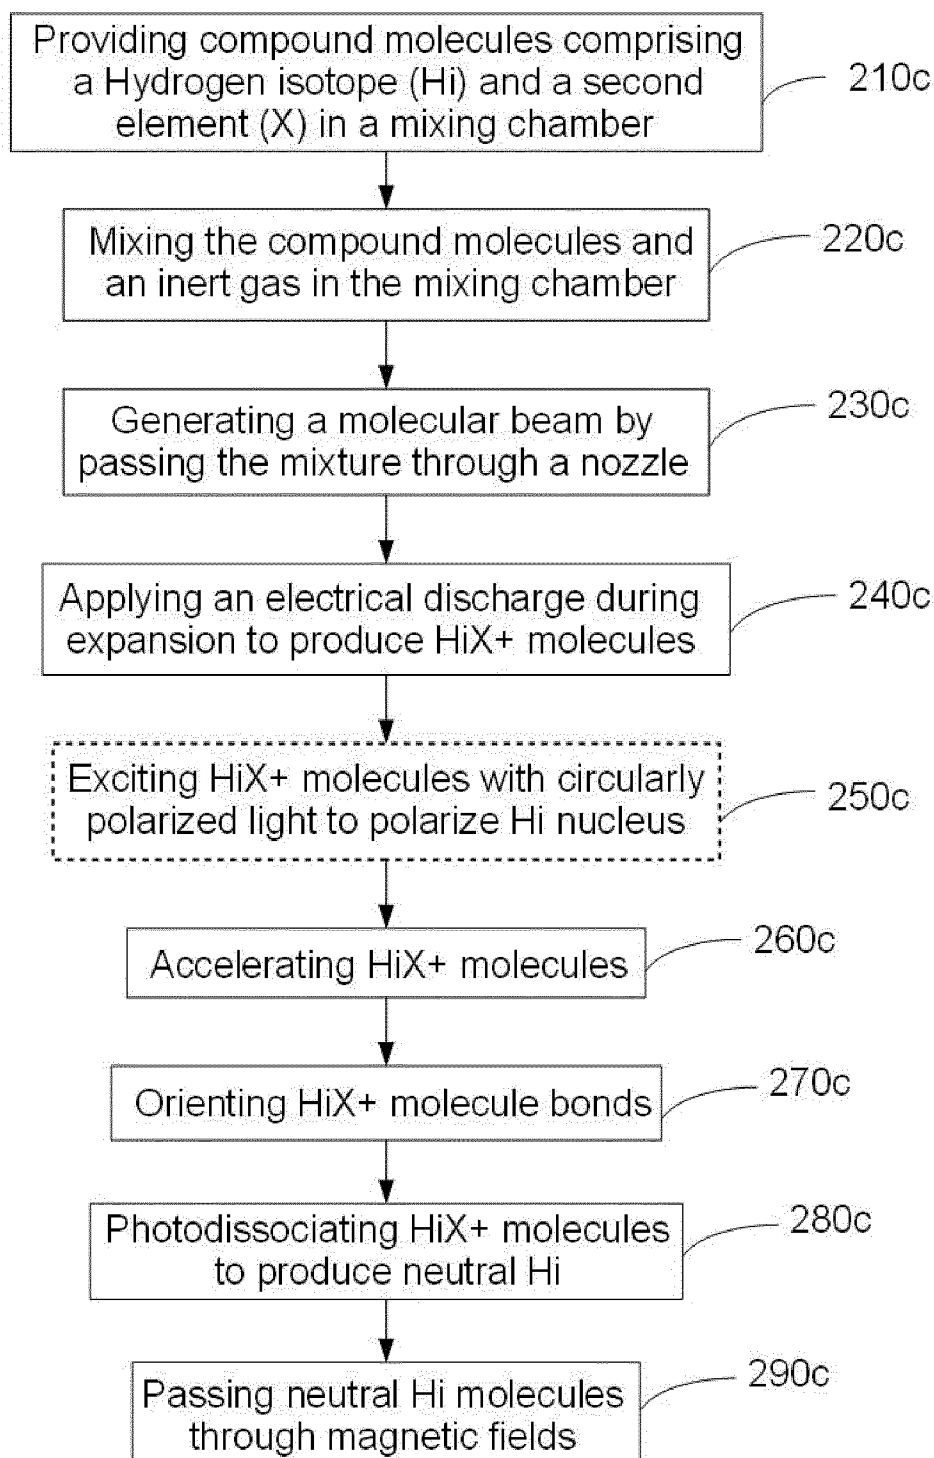 Providing compound molecules comprising
a Hydrogen isotope (Hi) and a second
element (X) in a mixing chamber
210c
Mixing the compound molecules and
an inert gas in the mixing chamber
220c
Generating a molecular beam by
passing the mixture through a nozzle
230c
Applying an electrical discharge during
expansion to produce HiX+ molecules
240c
Exciting HiX+ molecules with circularly
polarized light to polarize Hi nucleus
250c
Accelerating HiX+ molecules
260c
Orienting HiX+ molecule bonds
270c
Photodissociating HiX+ molecules
to produce neutral Hi
280c
Passing neutral Hi molecules
through magnetic fields
290c